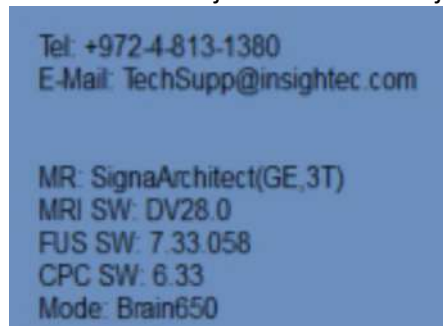 Tel: +972-4-813-1380
E-Mail: TechSupp@insightec.com
MR: SignaArchitect(GE,3T)
MRI SW: DV28.0
FUS SW: 7.33.058
CPC SW: 6.33
Mode: Brain650